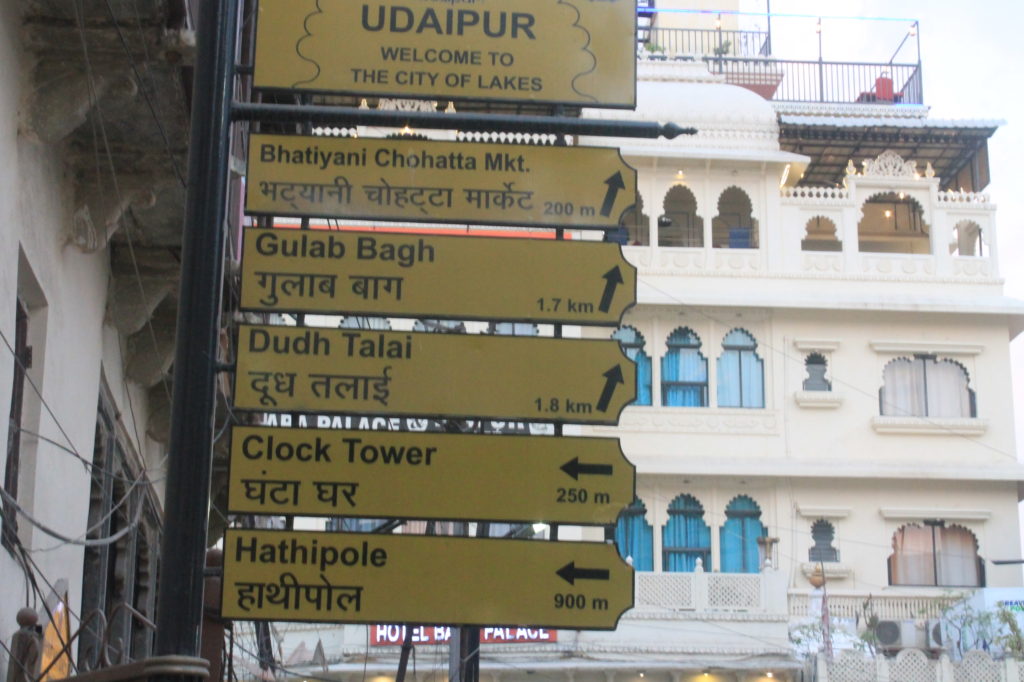 UDAIPUR
WELCOME TO
THE CITY OF LAKES
Bhatiyani Chohatta Mkt.
भट्यानी चोहट्टा मार्केट
200 m
Gulab Bagh
गुलाब बाग
1.7 km
Dudh Talai
दूध तलाई
1.8 km
PALACE
Clock Tower
घंटा घर
250 m
Hathipole
हाथीपोल
900 m
HOTEL PALACE